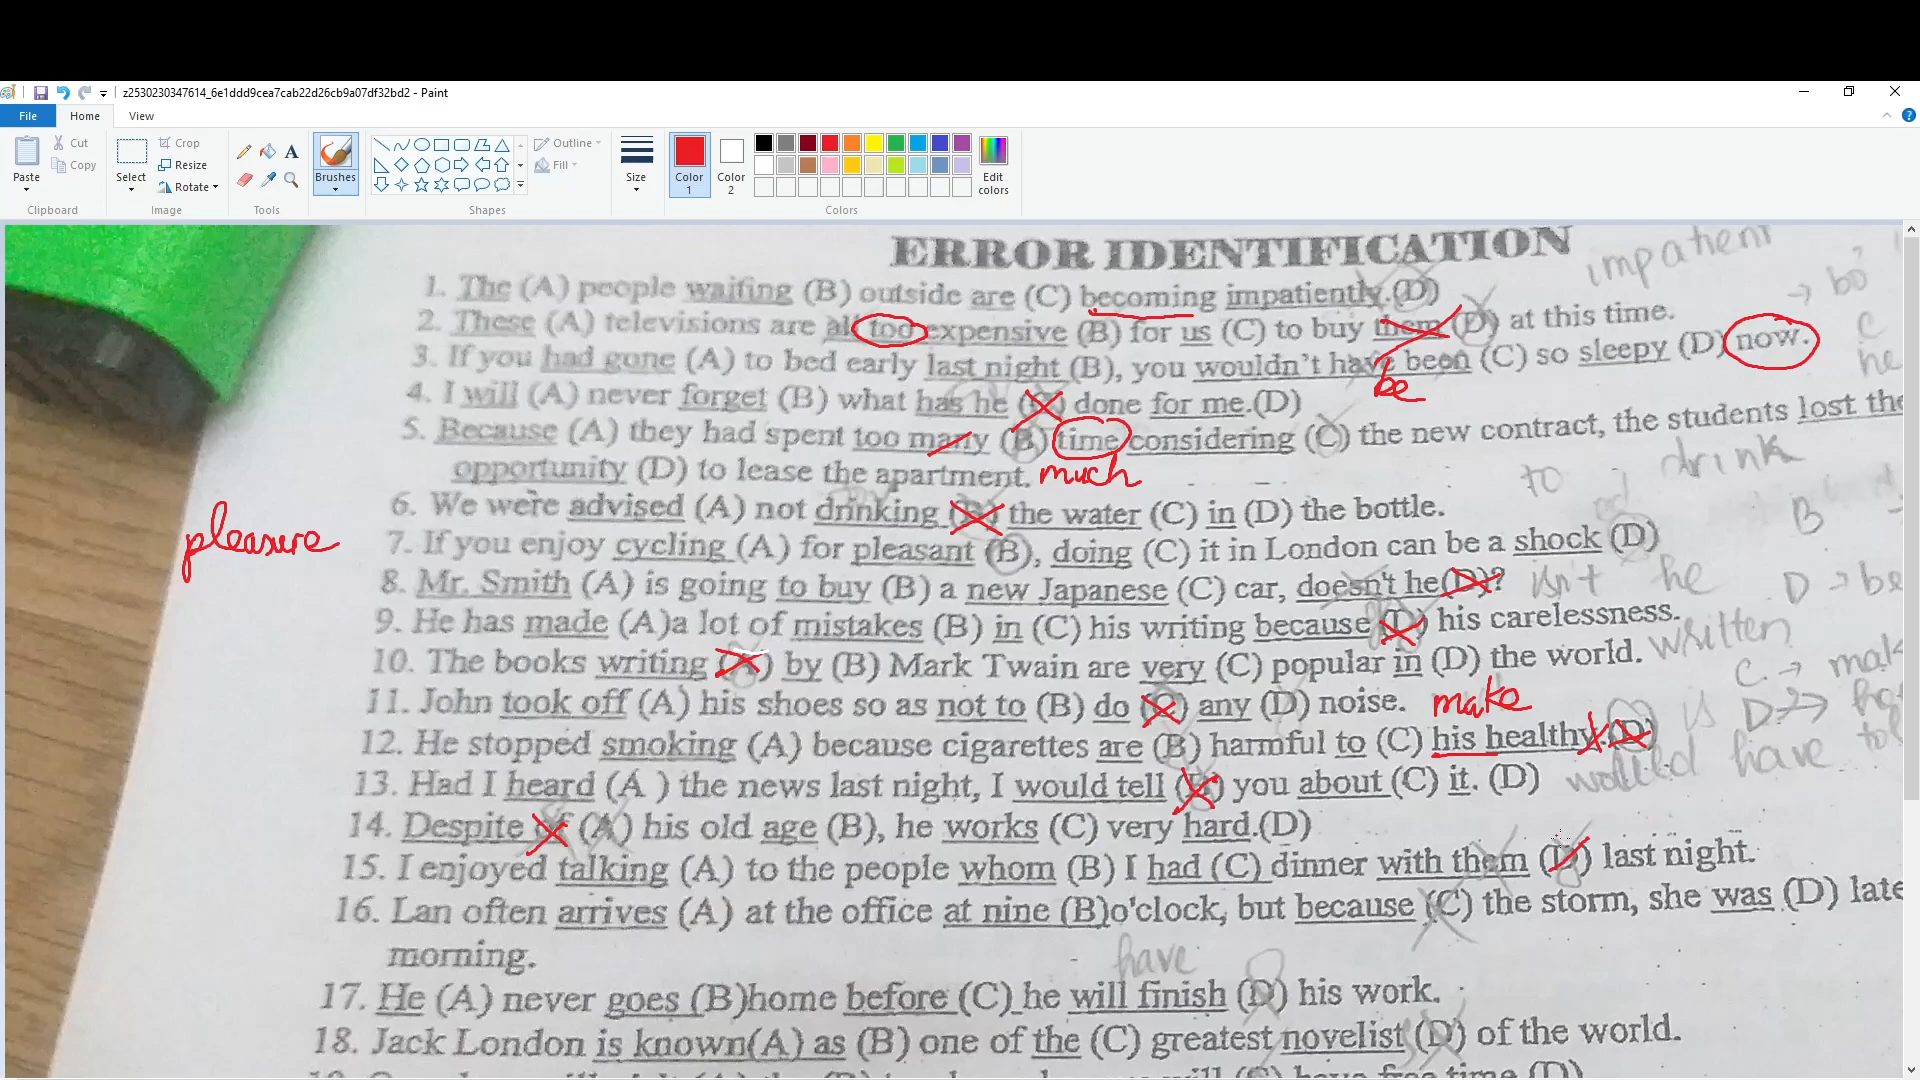 z2530230347614_6e1ddd9cea7cab22d26cb9a07df32bd2 - Paint
File Home View
Paste Cut Copy Clipboard
Select Crop Resize Rotate Image
Tools
Brushes
Shapes Outline Fill
Size
Color 1 Color 2 Edit colors Colors
ERROR IDENTIFICATION
impatient
1. The (A) people waiting (B) outside are (C) becoming impatiently.(D)
2. These (A) televisions are all too expensive (B) for us (C) to buy them (D) at this time.
3. If you had gone (A) to bed early last night (B), you wouldn't have been (C) so sleepy (D) now.
be
4. I will (A) never forget (B) what has he (C) done for me.(D)
5. Because (A) they had spent too many (B) time considering (C) the new contract, the students lost the
opportunity (D) to lease the apartment. much
to drink
6. We were advised (A) not drinking (B) the water (C) in (D) the bottle.
B
pleasure
7. If you enjoy cycling (A) for pleasant (B), doing (C) it in London can be a shock (D)
8. Mr. Smith (A) is going to buy (B) a new Japanese (C) car, doesn't he(D)? isn't he
D → be
9. He has made (A)a lot of mistakes (B) in (C) his writing because (D) his carelessness.
10. The books writing (A) by (B) Mark Twain are very (C) popular in (D) the world. written
C → mak
11. John took off (A) his shoes so as not to (B) do (C) any (D) noise. make
12. He stopped smoking (A) because cigarettes are (B) harmful to (C) his healthy.(D) is
13. Had I heard (A ) the news last night, I would tell (B) you about (C) it. (D) would have tol
14. Despite of (A) his old age (B), he works (C) very hard.(D)
15. I enjoyed talking (A) to the people whom (B) I had (C) dinner with them (D) last night.
16. Lan often arrives (A) at the office at nine (B)o'clock, but because (C) the storm, she was (D) late
morning.
have
17. He (A) never goes (B)home before (C) he will finish (D) his work.
18. Jack London is known(A) as (B) one of the (C) greatest novelist (D) of the world.